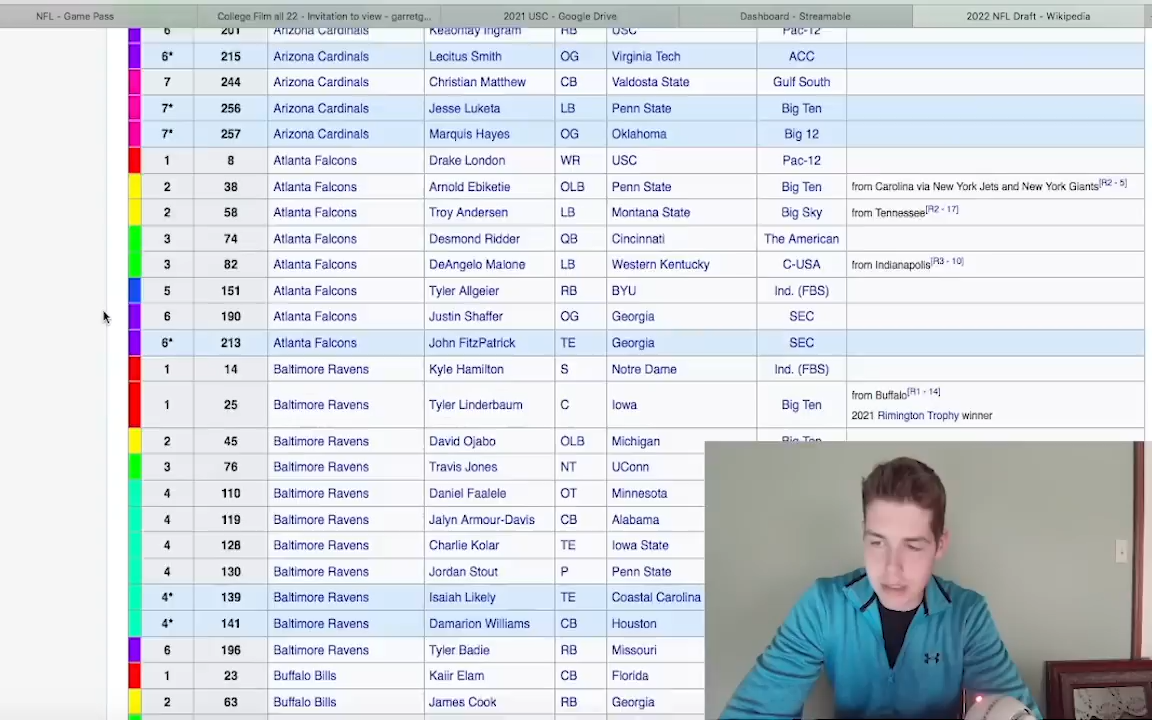 NFL - Game Pass College Film all 22 - Invitation to view - garretg... 2021 USC - Google Drive Dashboard - Streamable 2022 NFL Draft - Wikipedia
6 201 Arizona Cardinals Keaontay Ingram RB USC Pac-12
6* 215 Arizona Cardinals Lecitus Smith OG Virginia Tech ACC
7 244 Arizona Cardinals Christian Matthew CB Valdosta State Gulf South
7* 256 Arizona Cardinals Jesse Luketa LB Penn State Big Ten
7* 257 Arizona Cardinals Marquis Hayes OG Oklahoma Big 12
1 8 Atlanta Falcons Drake London WR USC Pac-12
2 38 Atlanta Falcons Arnold Ebiketie OLB Penn State Big Ten from Carolina via New York Jets and New York Giants[R2 - 5]
2 58 Atlanta Falcons Troy Andersen LB Montana State Big Sky from Tennessee[R2 - 17]
3 74 Atlanta Falcons Desmond Ridder QB Cincinnati The American
3 82 Atlanta Falcons DeAngelo Malone LB Western Kentucky C-USA from Indianapolis[R3 - 10]
5 151 Atlanta Falcons Tyler Allgeier RB BYU Ind. (FBS)
6 190 Atlanta Falcons Justin Shaffer OG Georgia SEC
6* 213 Atlanta Falcons John FitzPatrick TE Georgia SEC
1 14 Baltimore Ravens Kyle Hamilton S Notre Dame Ind. (FBS)
1 25 Baltimore Ravens Tyler Linderbaum C Iowa Big Ten from Buffalo[R1 - 14]
2021 Rimington Trophy winner
2 45 Baltimore Ravens David Ojabo OLB Michigan Big Ten
3 76 Baltimore Ravens Travis Jones NT UConn
4 110 Baltimore Ravens Daniel Faalele OT Minnesota
4 119 Baltimore Ravens Jalyn Armour-Davis CB Alabama
4 128 Baltimore Ravens Charlie Kolar TE Iowa State
4 130 Baltimore Ravens Jordan Stout P Penn State
4* 139 Baltimore Ravens Isaiah Likely TE Coastal Carolina
4* 141 Baltimore Ravens Damarion Williams CB Houston
6 196 Baltimore Ravens Tyler Badie RB Missouri
1 23 Buffalo Bills Kaiir Elam CB Florida
2 63 Buffalo Bills James Cook RB Georgia